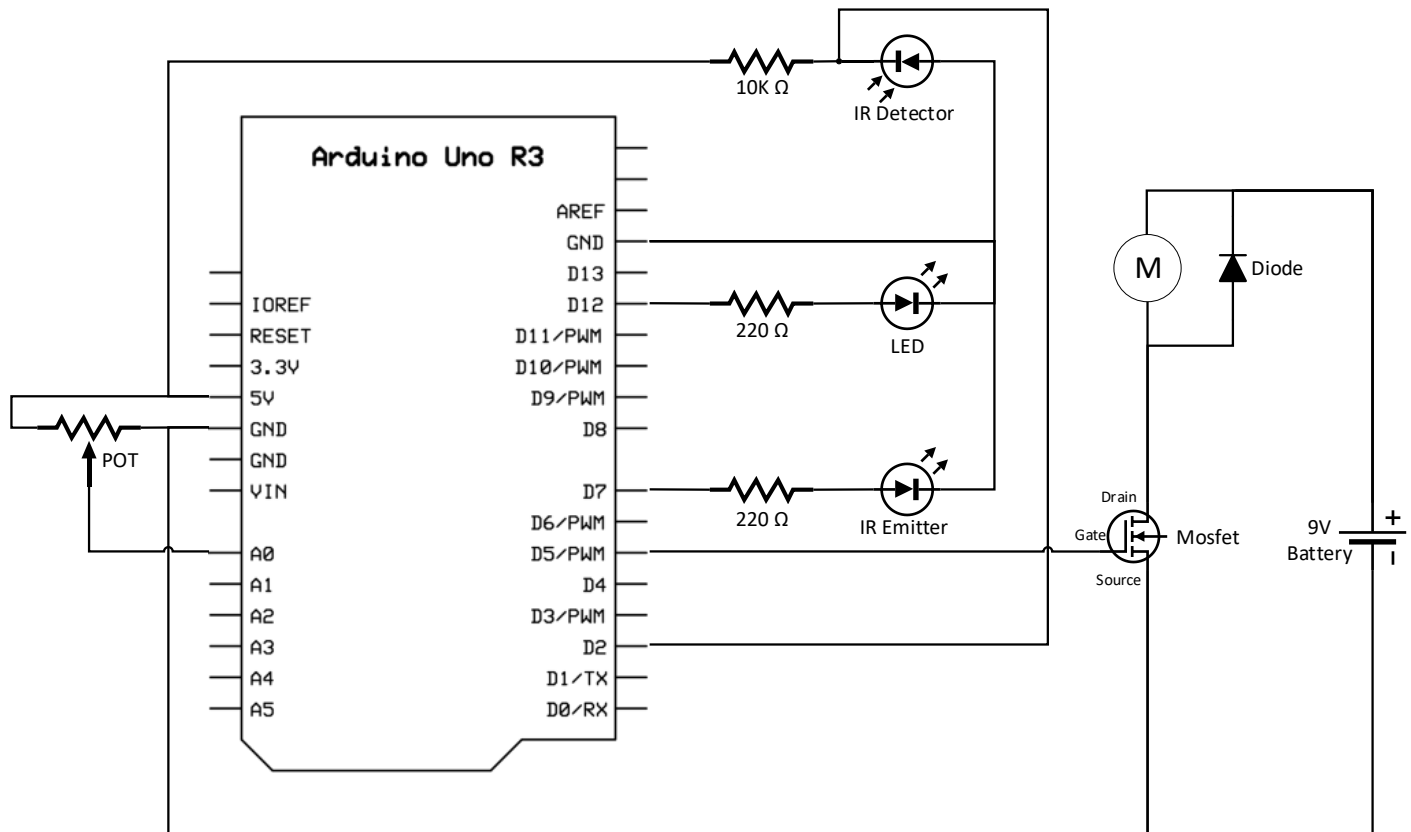 10K Ω
IR Detector
Arduino Uno R3
AREF
GND
D13
D12
D11/PWM
D10/PWM
D9/PWM
D8
D7
D6/PWM
D5/PWM
D4
D3/PWM
D2
D1/TX
D0/RX
IOREF
RESET
3.3V
5V
GND
GND
VIN
A0
A1
A2
A3
A4
A5
POT
220 Ω
LED
220 Ω
IR Emitter
M
Diode
Drain
Gate
Mosfet
Source
9V
Battery
+
-